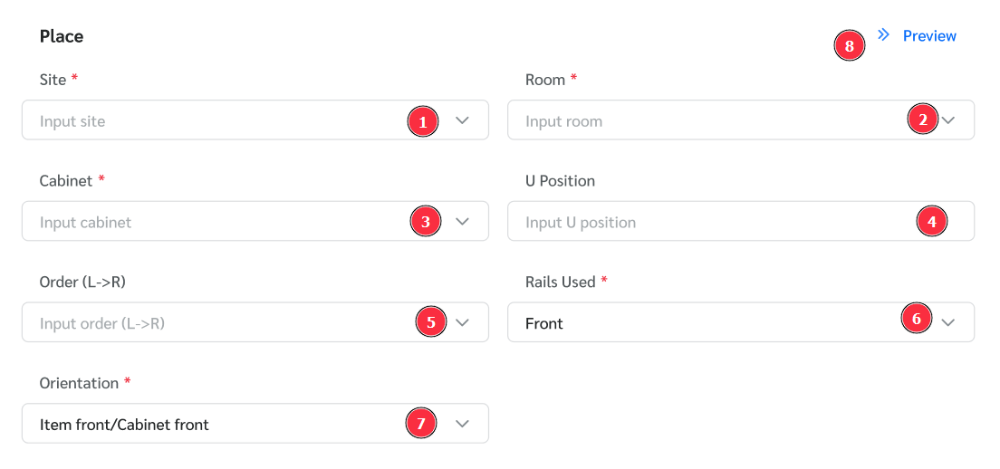 Place
8 Preview
Site * Room *
Input site 1 Input room 2
Cabinet * U Position
Input cabinet 3 Input U position 4
Order (L->R) Rails Used *
Input order (L->R) 5 Front 6
Orientation *
Item front/Cabinet front 7